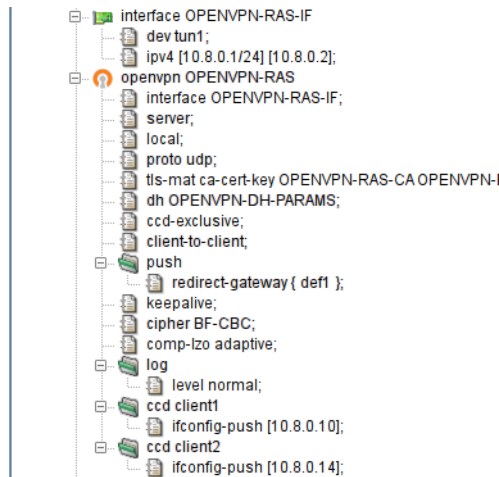 interface OPENVPN-RAS-IF
dev tun1;
ipv4 [10.8.0.1/24] [10.8.0.2];
openvpn OPENVPN-RAS
interface OPENVPN-RAS-IF;
server;
local;
proto udp;
tls-mat ca-cert-key OPENVPN-RAS-CA OPENVPN-
dh OPENVPN-DH-PARAMS;
ccd-exclusive;
client-to-client;
push
redirect-gateway { def1 };
keepalive;
cipher BF-CBC;
comp-lzo adaptive;
log
level normal;
ccd client1
ifconfig-push [10.8.0.10];
ccd client2
ifconfig-push [10.8.0.14];